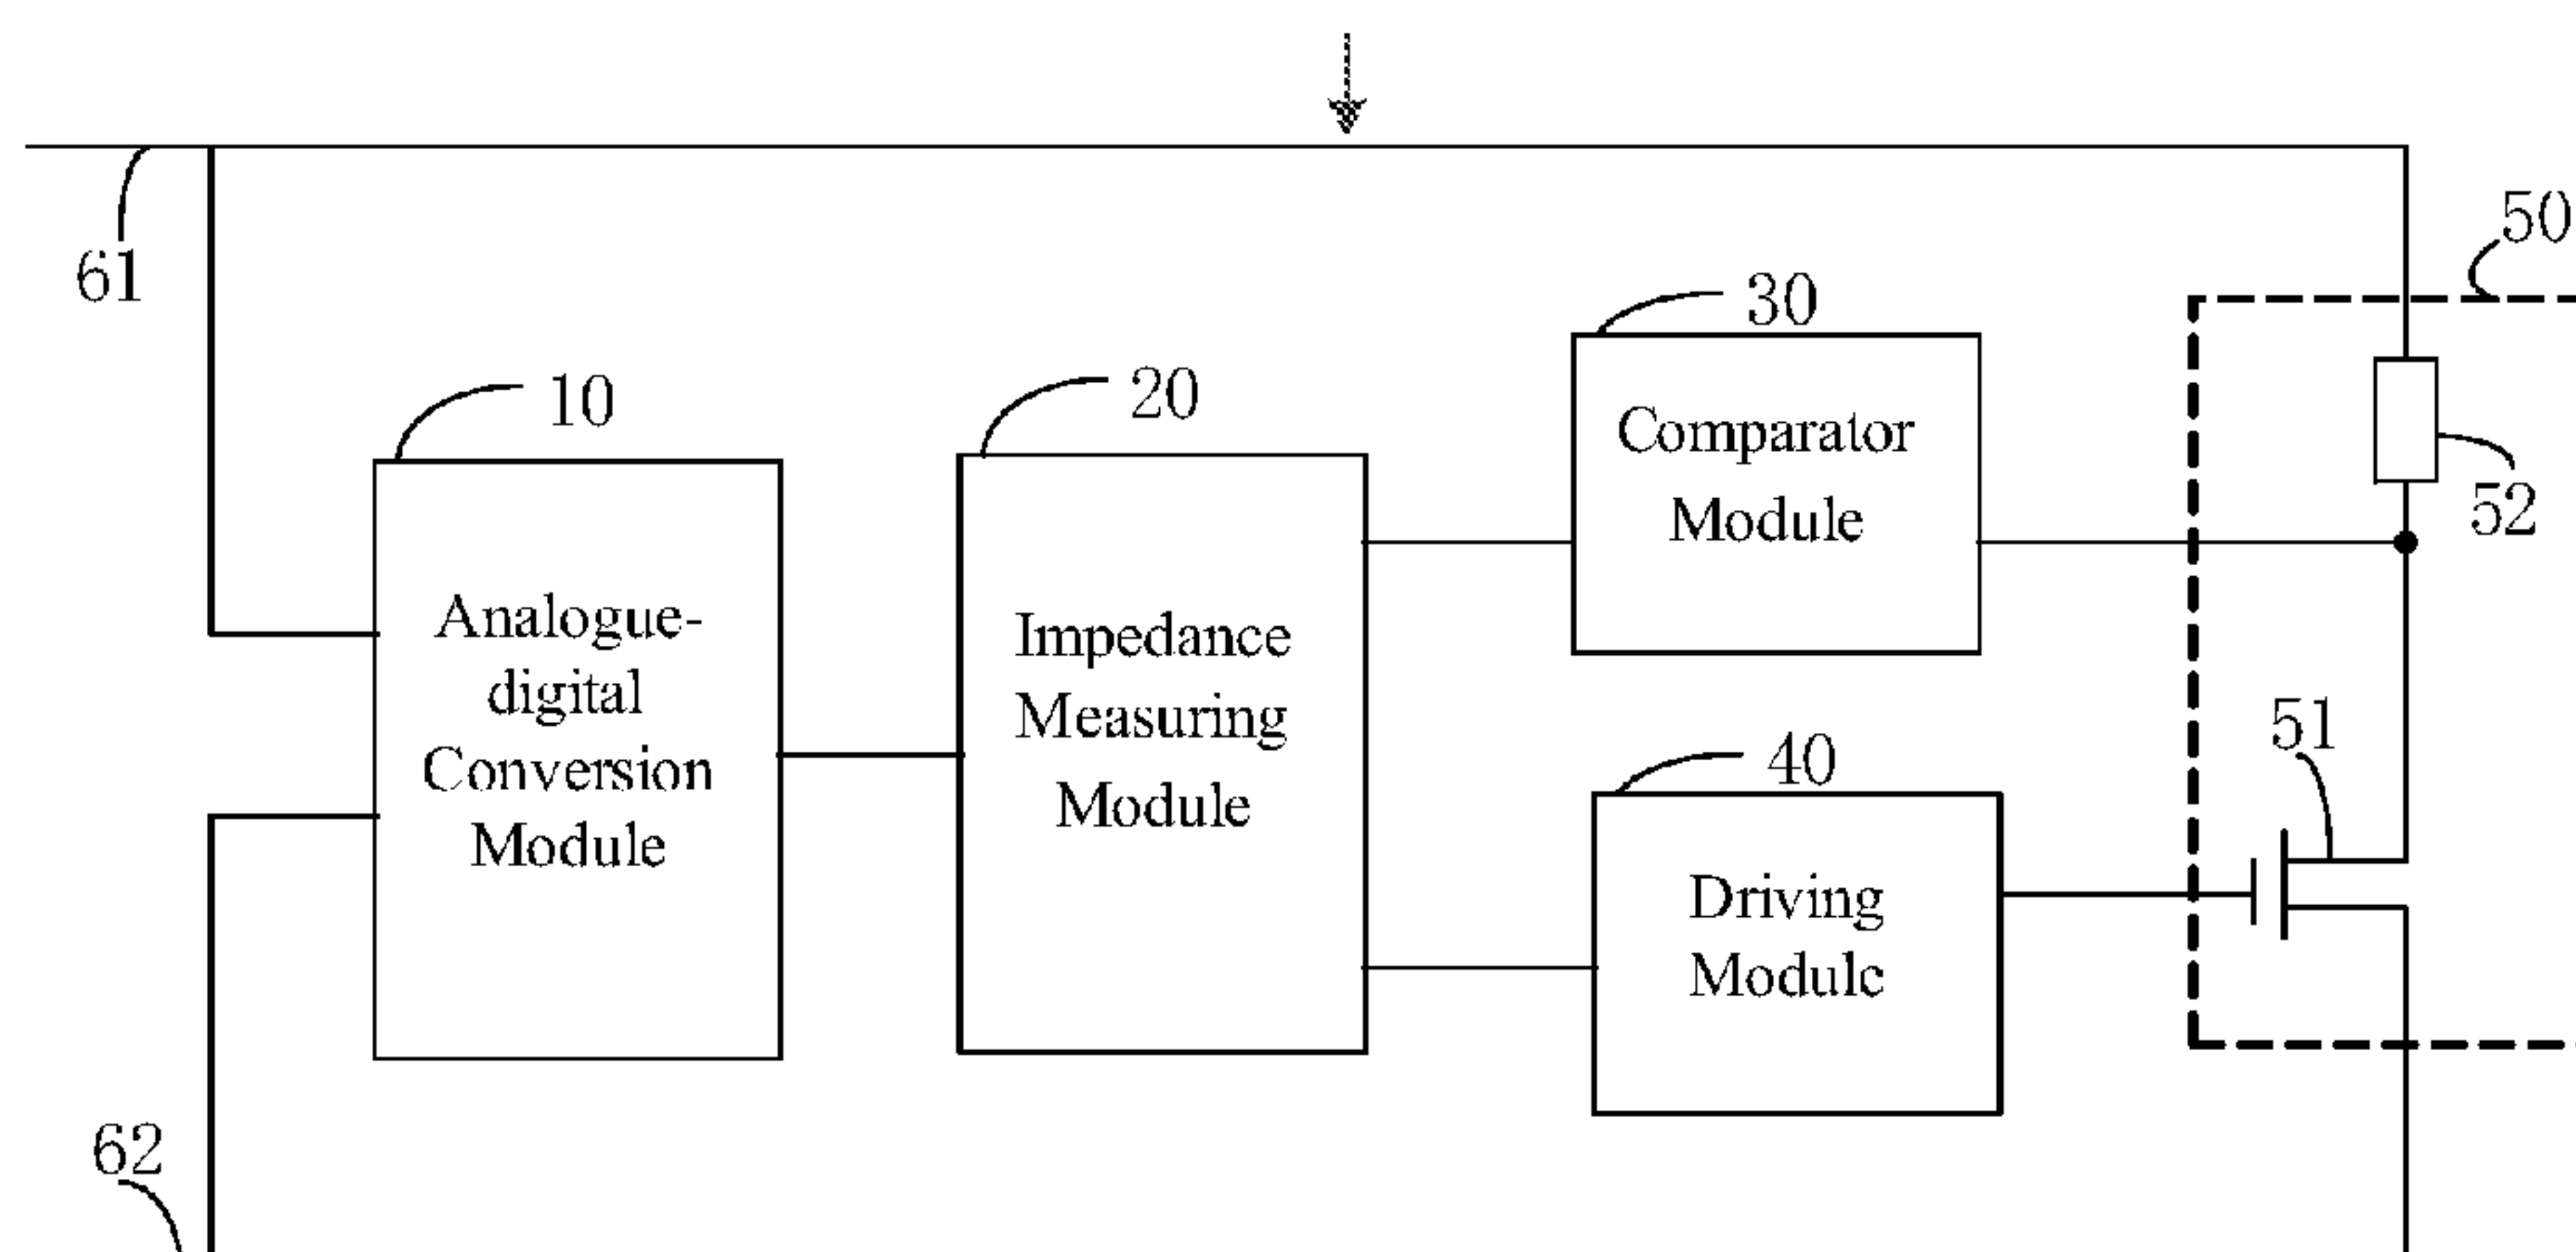 61
50
30
10
20
Comparator
Module
52
Analogue-
digital
Conversion
Module
Impedance
Measuring
Module
51
40
Driving
Module
62